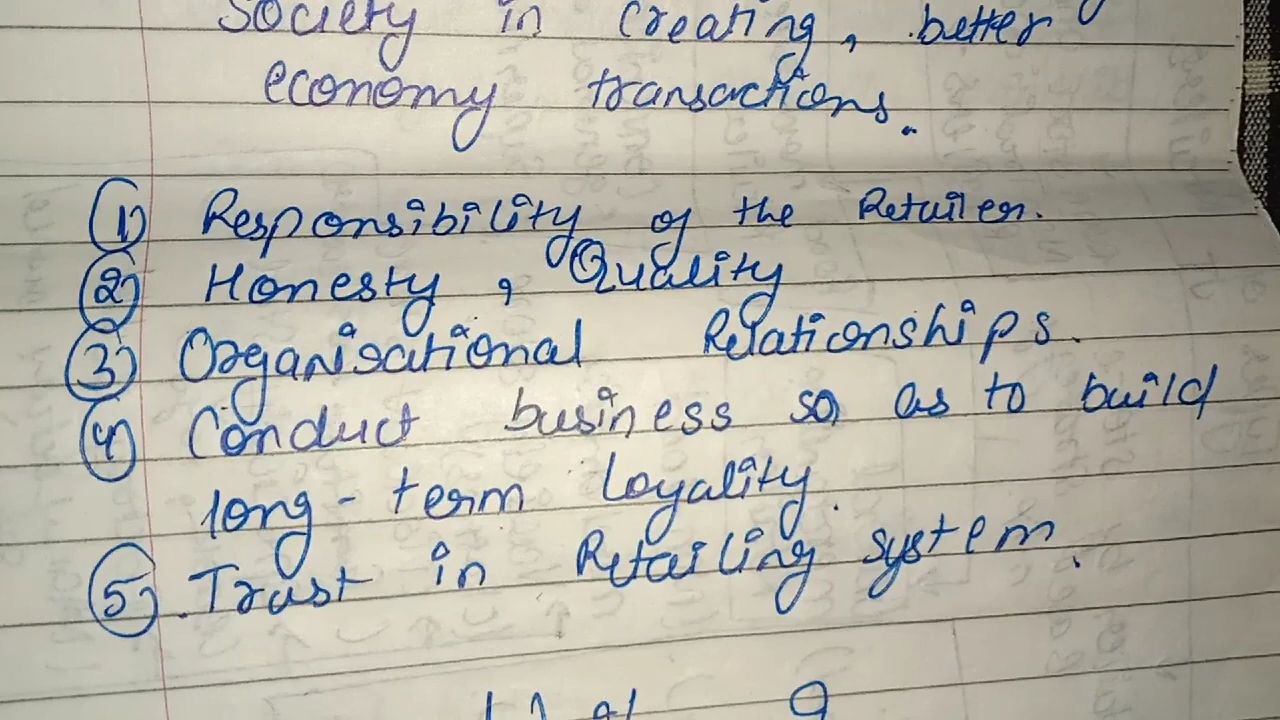 Society in Creating, better
economy transactions.
① Responsibility of the Retailer.
② Honesty, Quality
③ Organisational Relationships.
④ Conduct business so as to build
long-term loyality.
⑤ Trust in Retailing system.